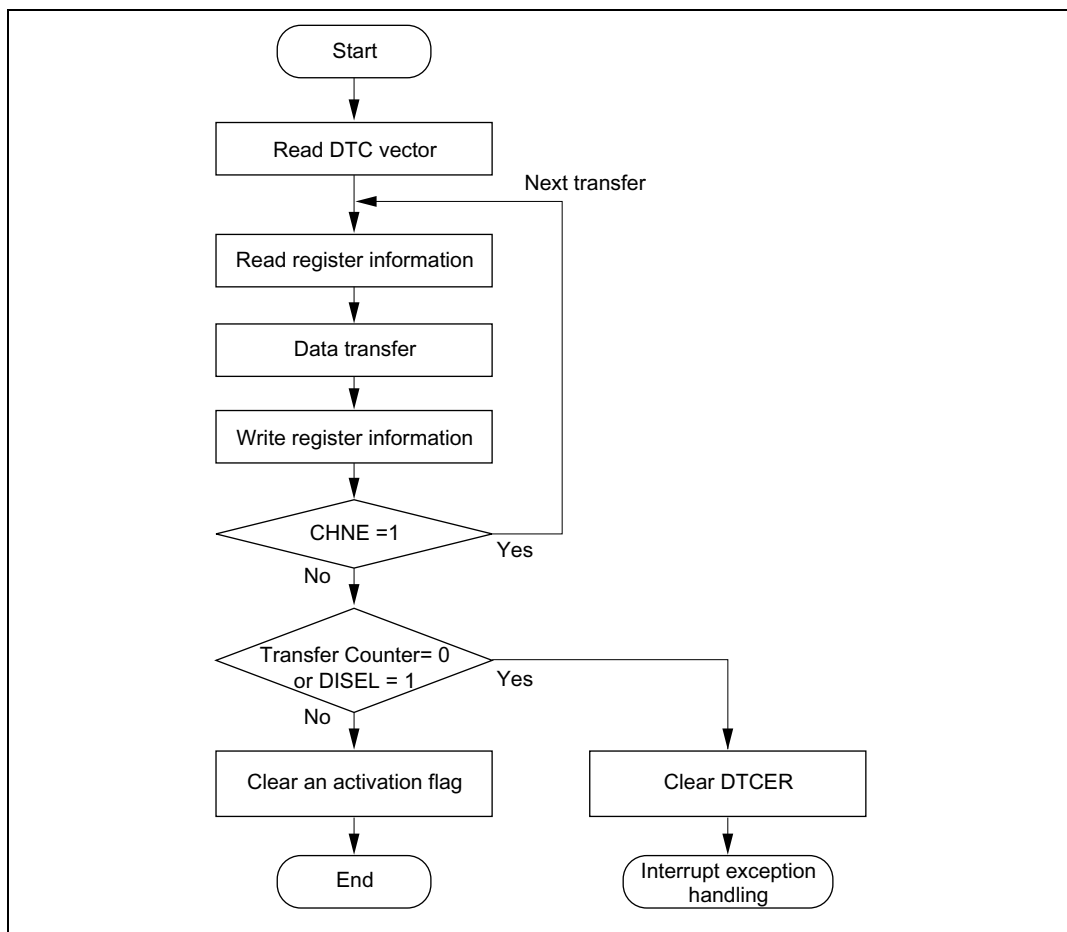 Start
Read DTC vector
Next transfer
Read register information
Data transfer
Write register information
CHNE =1
Yes
No
Transfer Counter= 0
or DISEL = 1
Yes
No
Clear an activation flag
Clear DTCER
End
Interrupt exception
handling